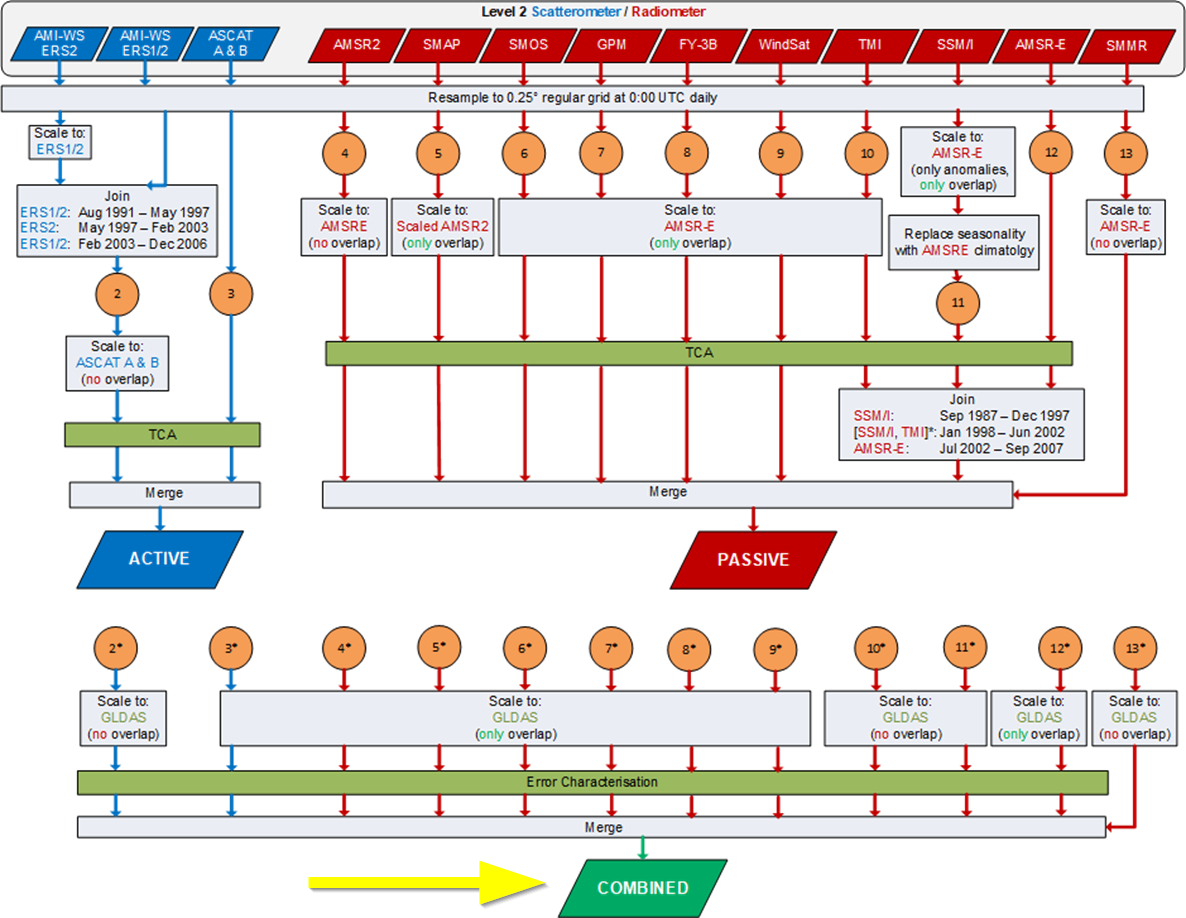 Level 2 Scatterometer / Radiometer
AMI-WS
ERS2
AMI-WS
ERS1/2
ASCAT
A & B
AMSR2
SMAP
SMOS
GPM
FY-3B
WindSat
TMI
SSM/I
AMSR-E
SMMR
Resample to 0.25° regular grid at 0:00 UTC daily
Scale to:
ERS1/2
Join
ERS1/2: Aug 1991 – May 1997
ERS2: May 1997 – Feb 2003
ERS1/2: Feb 2003 – Dec 2006
2
3
Scale to:
ASCAT A & B
(no overlap)
TCA
Merge
ACTIVE
4
5
6
7
8
9
10
Scale to:
AMSR-E
(only anomalies,
only overlap)
12
13
Scale to:
AMSRE
(no overlap)
Scale to:
Scaled AMSR2
(only overlap)
Scale to:
AMSR-E
(only overlap)
Replace seasonality
with AMSRE climatolgy
11
Scale to:
AMSR-E
(no overlap)
TCA
Join
SSM/I: Sep 1987 – Dec 1997
[SSM/I, TMI]*: Jan 1998 – Jun 2002
AMSR-E: Jul 2002 – Sep 2007
Merge
PASSIVE
2*
3*
4*
5*
6*
7*
8*
9*
10*
11*
12*
13*
Scale to:
GLDAS
(no overlap)
Scale to:
GLDAS
(only overlap)
Scale to:
GLDAS
(no overlap)
Scale to:
GLDAS
(only overlap)
Scale to:
GLDAS
(no overlap)
Error Characterisation
Merge
COMBINED